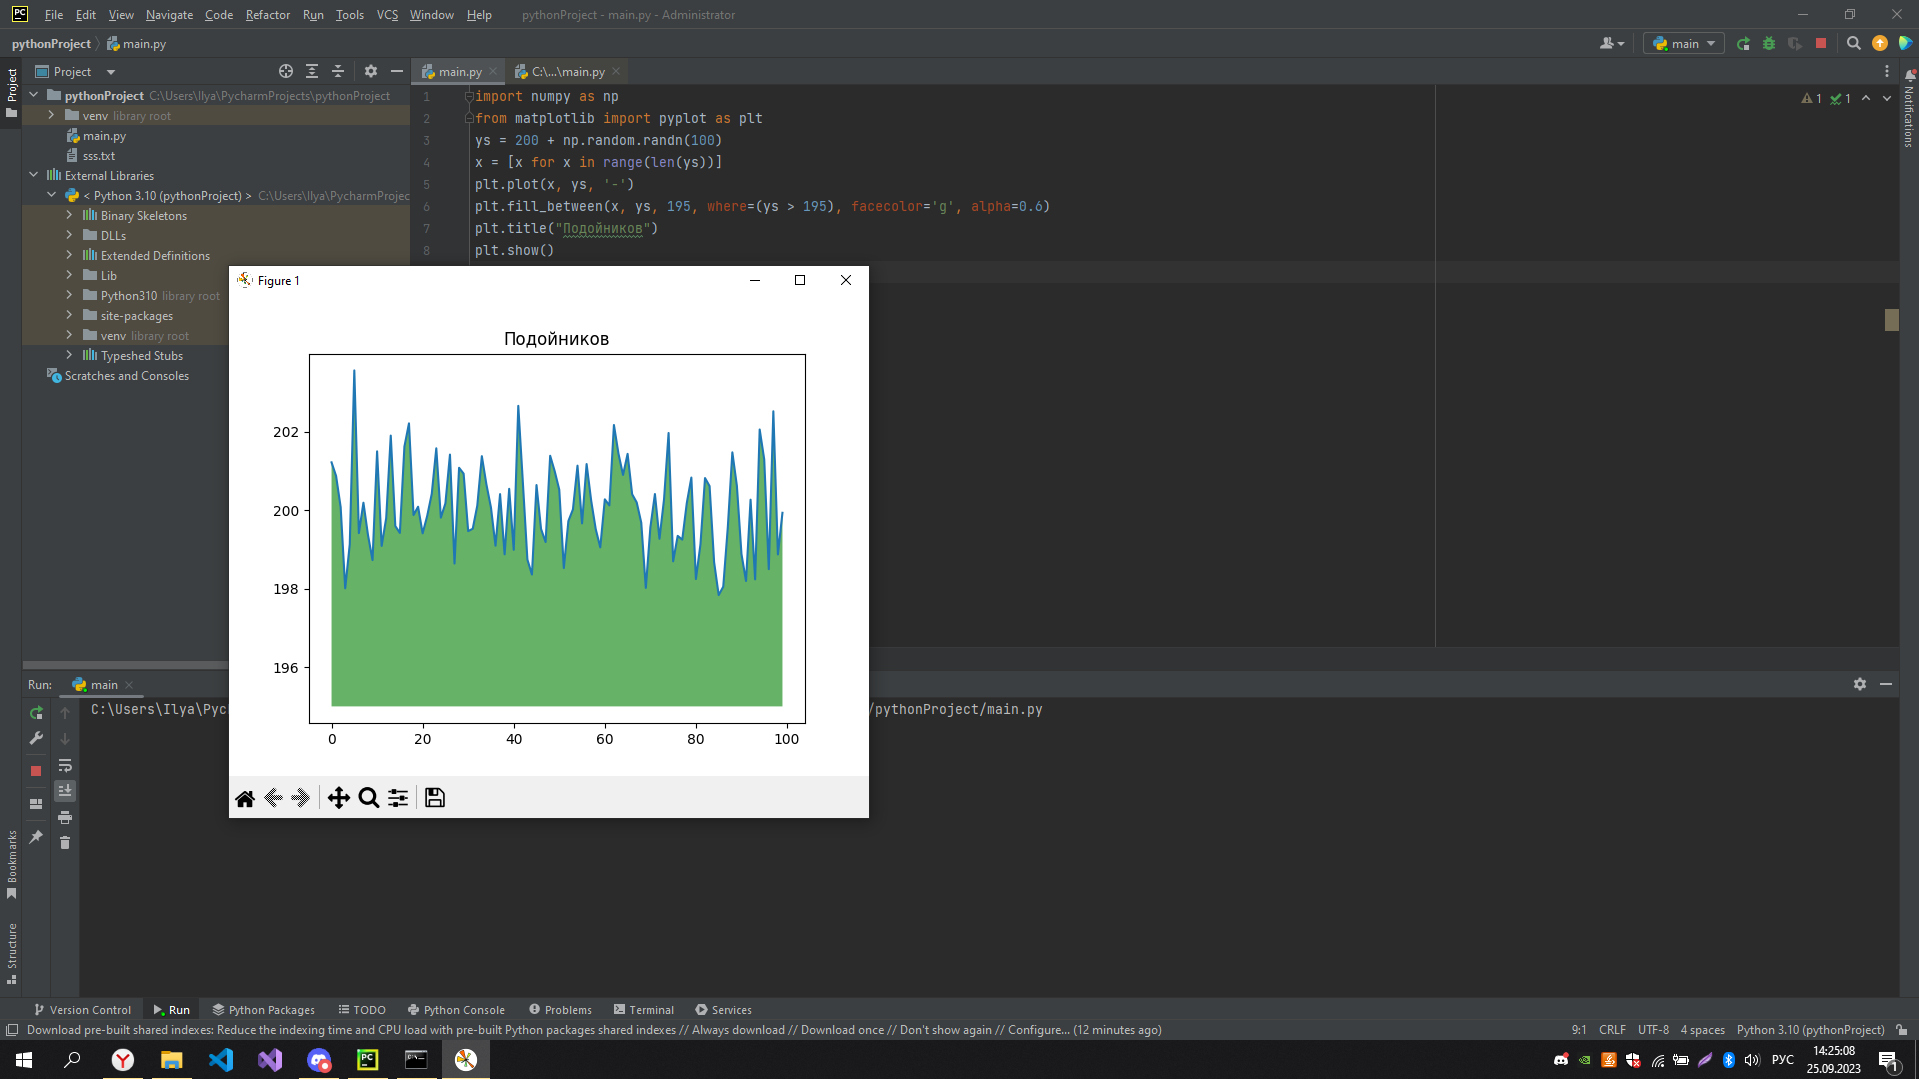 File Edit View Navigate Code Refactor Run Tools VCS Window Help pythonProject - main.py - Administrator
pythonProject main.py main
Project main.py C:\...\main.py
pythonProject C:\Users\Ilya\PycharmProjects\pythonProject
venv library root
main.py
sss.txt
External Libraries
< Python 3.10 (pythonProject) > C:\Users\Ilya\PycharmProjec
Binary Skeletons
DLLs
Extended Definitions
Lib
Python310 library root
site-packages
venv library root
Typeshed Stubs
Scratches and Consoles
1 import numpy as np
2 from matplotlib import pyplot as plt
3 ys = 200 + np.random.randn(100)
4 x = [x for x in range(len(ys))]
5 plt.plot(x, ys, '-')
6 plt.fill_between(x, ys, 195, where=(ys > 195), facecolor='g', alpha=0.6)
7 plt.title("Подойников")
8 plt.show()
1 1
Notifications
Project
Figure 1
Подойников
202
200
198
196
0 20 40 60 80 100
Run: main
C:\Users\Ilya\Pyc /pythonProject/main.py
Bookmarks
Structure
Version Control Run Python Packages TODO Python Console Problems Terminal Services
Download pre-built shared indexes: Reduce the indexing time and CPU load with pre-built Python packages shared indexes // Always download // Download once // Don't show again // Configure... (12 minutes ago) 9:1 CRLF UTF-8 4 spaces Python 3.10 (pythonProject)
РУС 14:25:08
25.09.2023
1